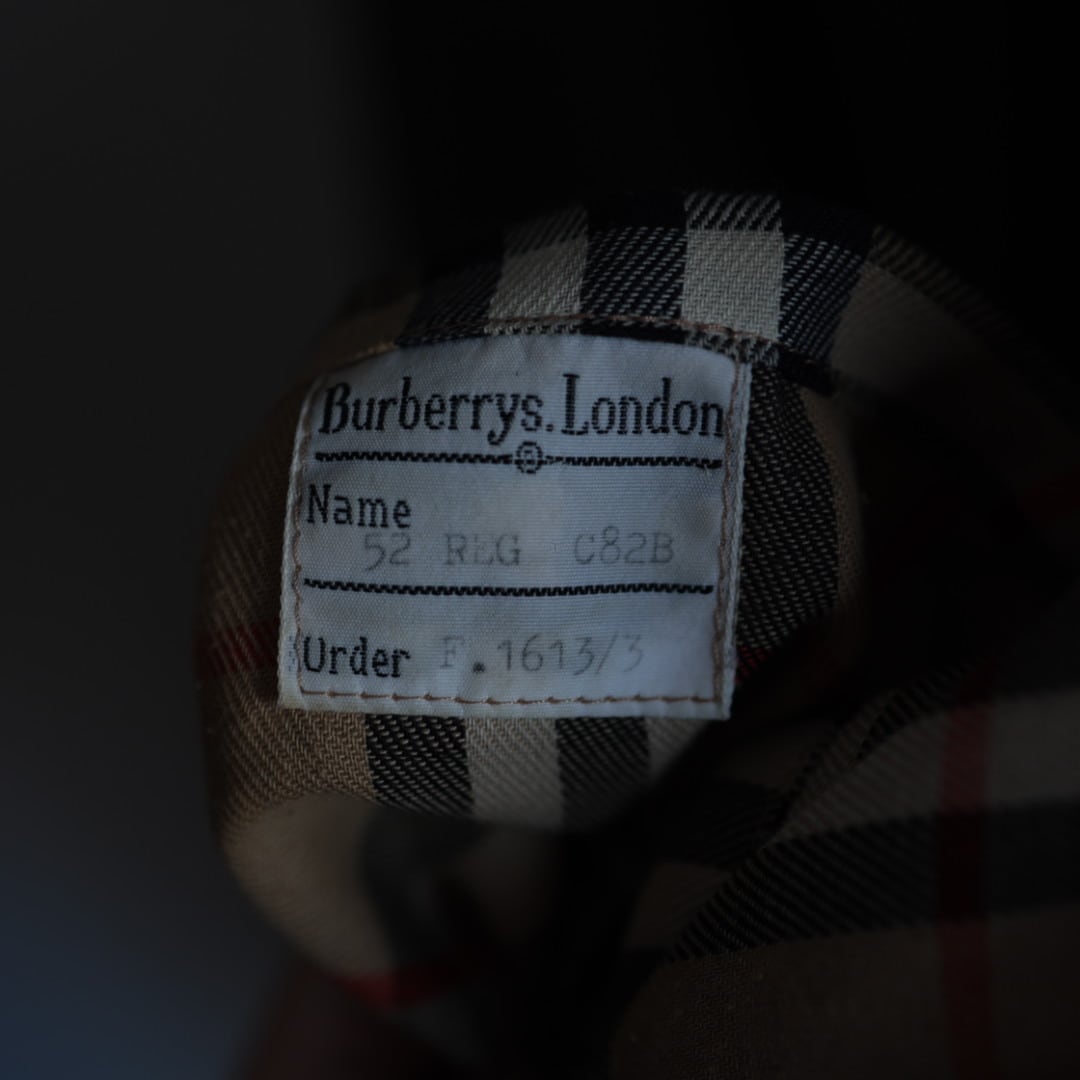 Burberrys. London
Name
52 REG C82B
Order F.1613/3